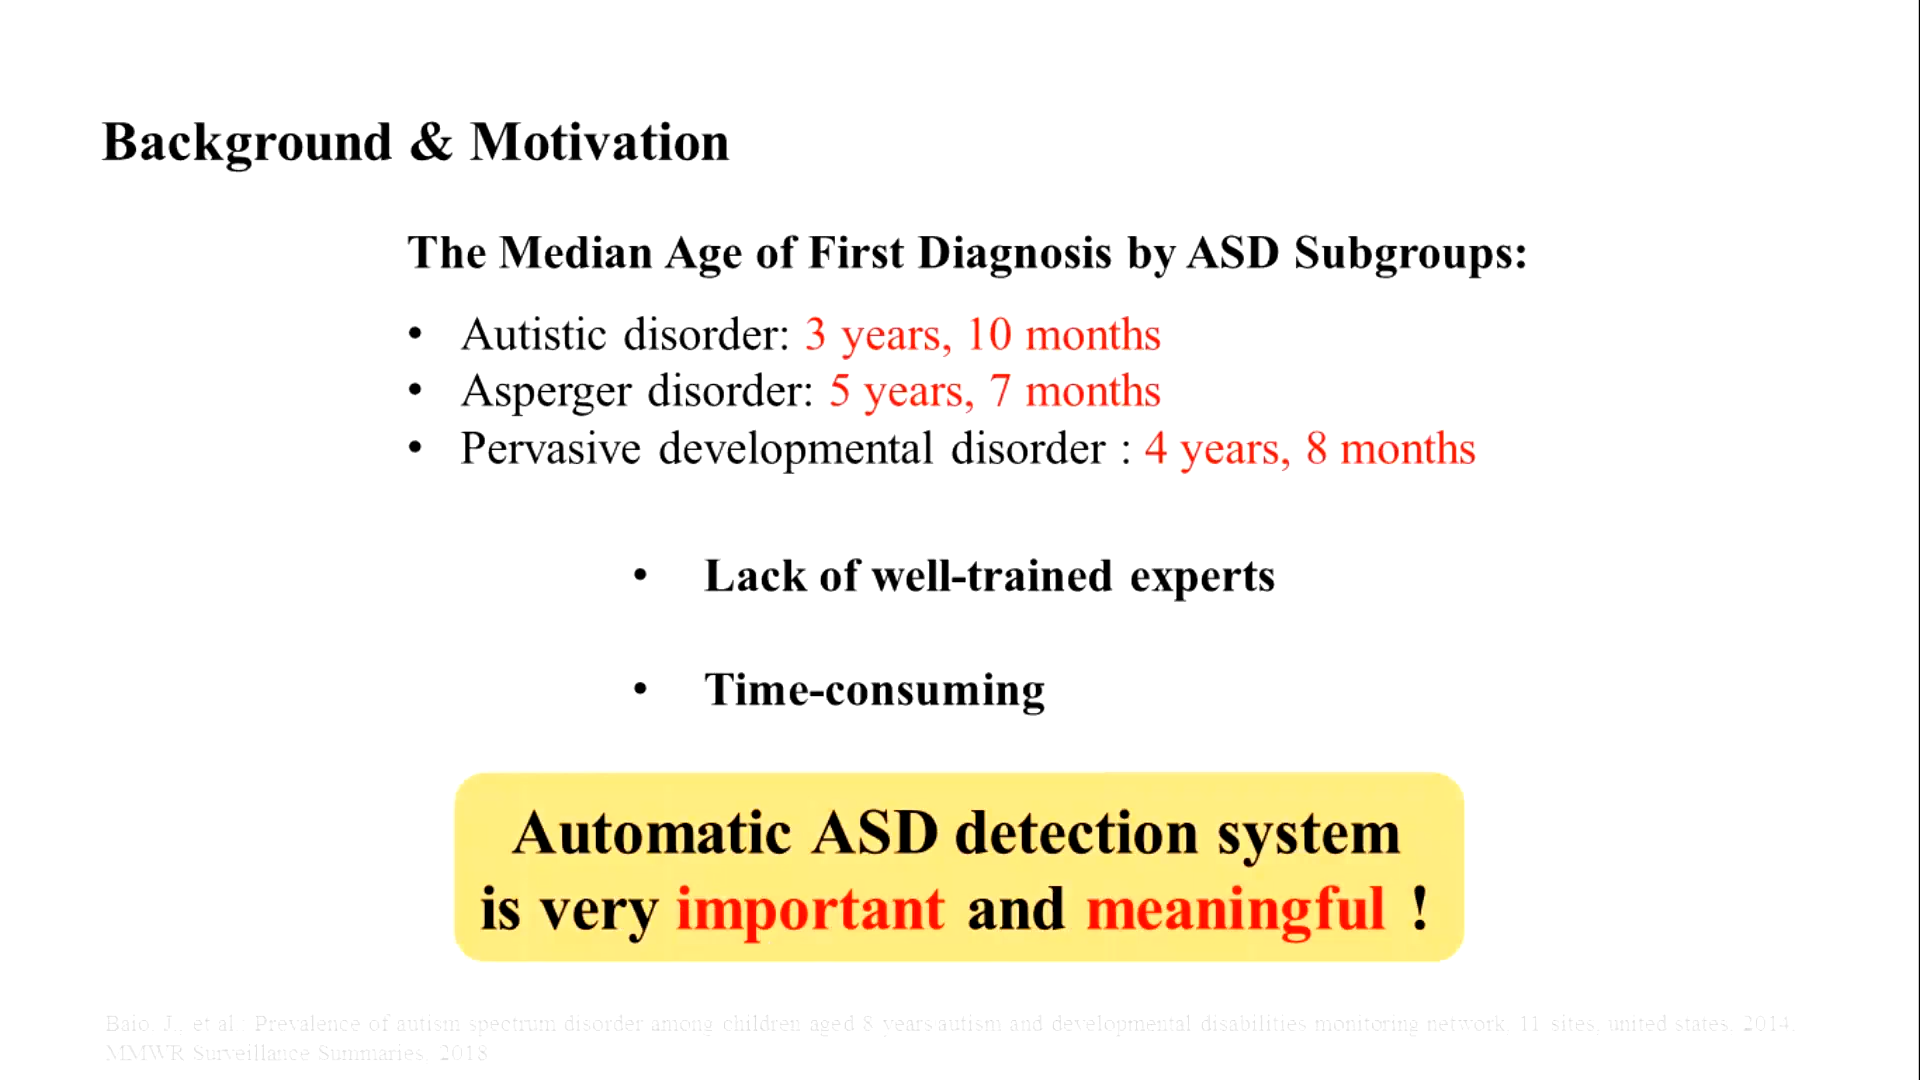 Background & Motivation
The Median Age of First Diagnosis by ASD Subgroups:
• Autistic disorder: 3 years, 10 months
• Asperger disorder: 5 years, 7 months
• Pervasive developmental disorder : 4 years, 8 months
• Lack of well-trained experts
• Time-consuming
Automatic ASD detection system
is very important and meaningful !
Baio, J., et al.: Prevalence of autism spectrum disorder among children aged 8 years autism and developmental disabilities monitoring network, 11 sites, united states, 2014.
MMWR Surveillance Summaries, 2018